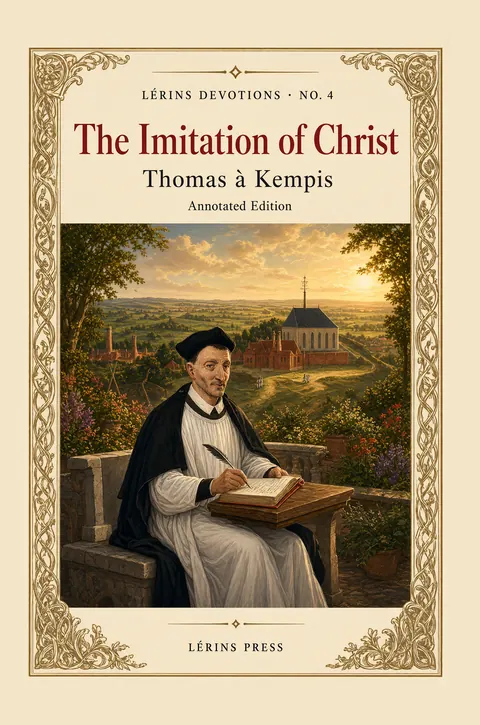 LÉRINS DEVOTIONS · NO. 4
The Imitation of Christ
Thomas à Kempis
Annotated Edition
LÉRINS PRESS